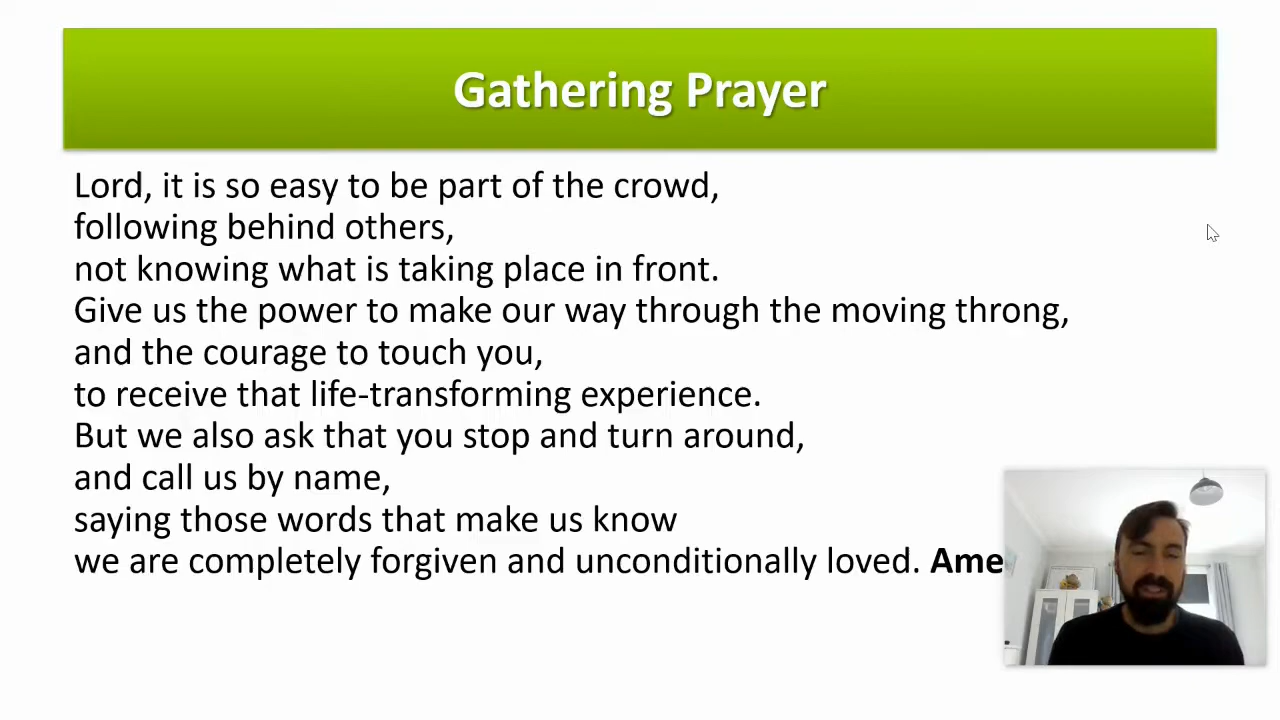 Gathering Prayer
Lord, it is so easy to be part of the crowd,
following behind others,
not knowing what is taking place in front.
Give us the power to make our way through the moving throng,
and the courage to touch you,
to receive that life-transforming experience.
But we also ask that you stop and turn around,
and call us by name,
saying those words that make us know
we are completely forgiven and unconditionally loved. Ame